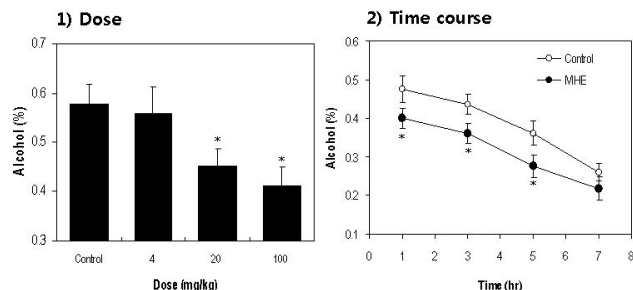 1) Dose
0.7
0.6
0.5
0.4
0.3
Alcohol (%)
*
*
Control
4
20
100
Dose (mg/kg)
2) Time course
0.6
0.5
0.4
0.3
0.2
0.1
Alcohol (%)
Control
MHE
*
*
*
0 1 2 3 4 5 6 7 8
Time (hr)